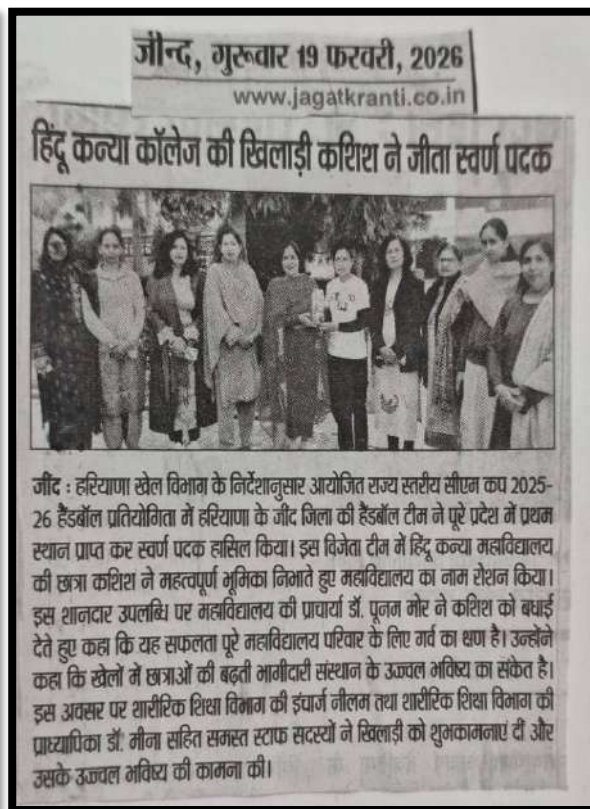 जीन्द, गुरूवार 19 फरवरी, 2026
www.jagatkranti.co.in
हिंदू कन्या कॉलेज की खिलाड़ी कशिश ने जीता स्वर्ण पदक
जींद : हरियाणा खेल विभाग के निर्देशानुसार आयोजित राज्य स्तरीय सीएम कप 2025-
26 हैंडबॉल प्रतियोगिता में हरियाणा के जींद जिला की हैंडबॉल टीम ने पूरे प्रदेश में प्रथम
स्थान प्राप्त कर स्वर्ण पदक हासिल किया। इस विजेता टीम में हिंदू कन्या महाविद्यालय
की छात्रा कशिश ने महत्वपूर्ण भूमिका निभाते हुए महाविद्यालय का नाम रोशन किया।
इस शानदार उपलब्धि पर महाविद्यालय की प्राचार्या डॉ. पूनम मोर ने कशिश को बधाई
देते हुए कहा कि यह सफलता पूरे महाविद्यालय परिवार के लिए गर्व का क्षण है। उन्होंने
कहा कि खेलों में छात्राओं की बढ़ती भागीदारी संस्थान के उज्ज्वल भविष्य का संकेत है।
इस अवसर पर शारीरिक शिक्षा विभाग की इंचार्ज नीलम तथा शारीरिक शिक्षा विभाग की
प्राध्यापिका डॉ. मीना सहित समस्त स्टाफ सदस्यों ने खिलाड़ी को शुभकामनाएं दीं और
उसके उज्ज्वल भविष्य की कामना की।